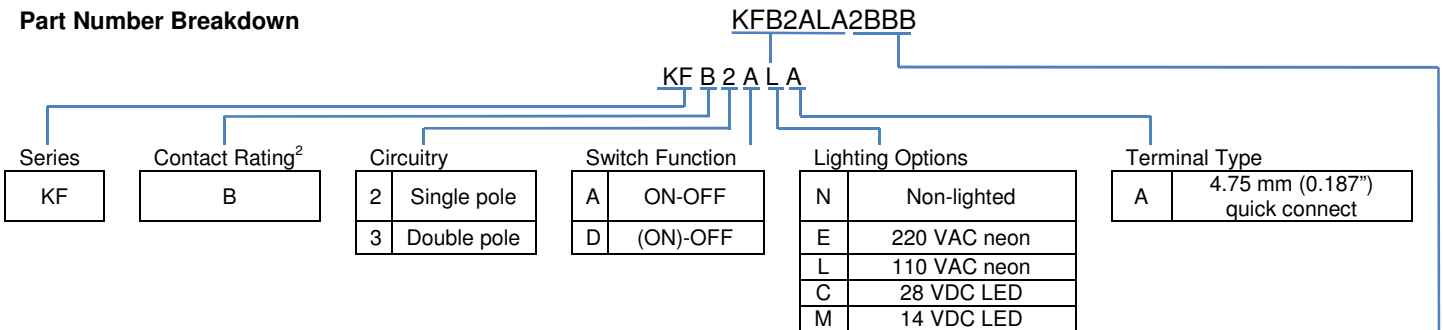 Part Number Breakdown
KFB2ALA2BBB
KF B 2 A L A
Series
KF
Contact Rating2
B
Circuitry
2 Single pole
3 Double pole
Switch Function
A ON-OFF
D (ON)-OFF
Lighting Options
N Non-lighted
E 220 VAC neon
L 110 VAC neon
C 28 VDC LED
M 14 VDC LED
Terminal Type
A 4.75 mm (0.187”)
quick connect